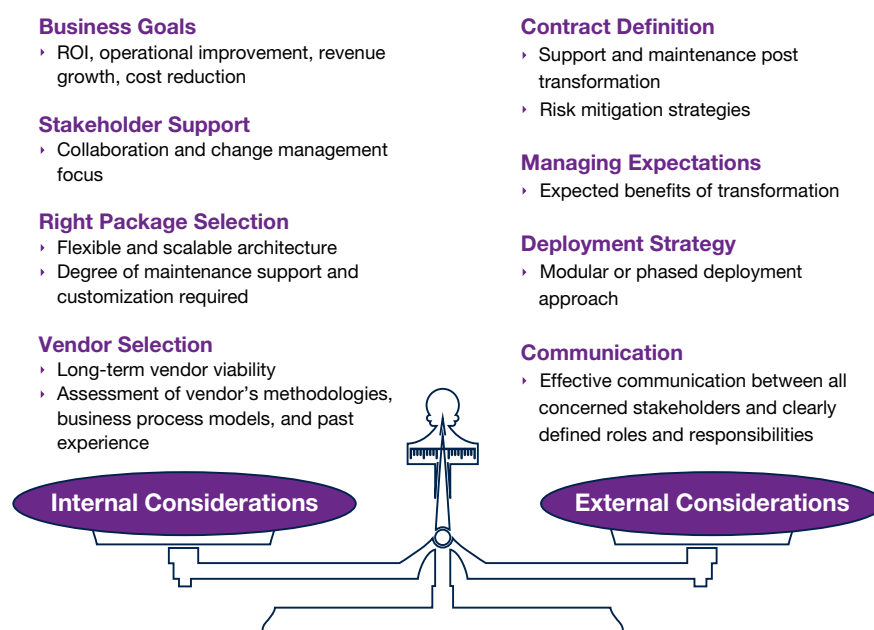 Business Goals
‣ ROI, operational improvement, revenue
growth, cost reduction
Stakeholder Support
‣ Collaboration and change management
focus
Right Package Selection
‣ Flexible and scalable architecture
‣ Degree of maintenance support and
customization required
Vendor Selection
‣ Long-term vendor viability
‣ Assessment of vendor’s methodologies,
business process models, and past
experience
Internal Considerations
Contract Definition
‣ Support and maintenance post
transformation
‣ Risk mitigation strategies
Managing Expectations
‣ Expected benefits of transformation
Deployment Strategy
‣ Modular or phased deployment
approach
Communication
‣ Effective communication between all
concerned stakeholders and clearly
defined roles and responsibilities
External Considerations